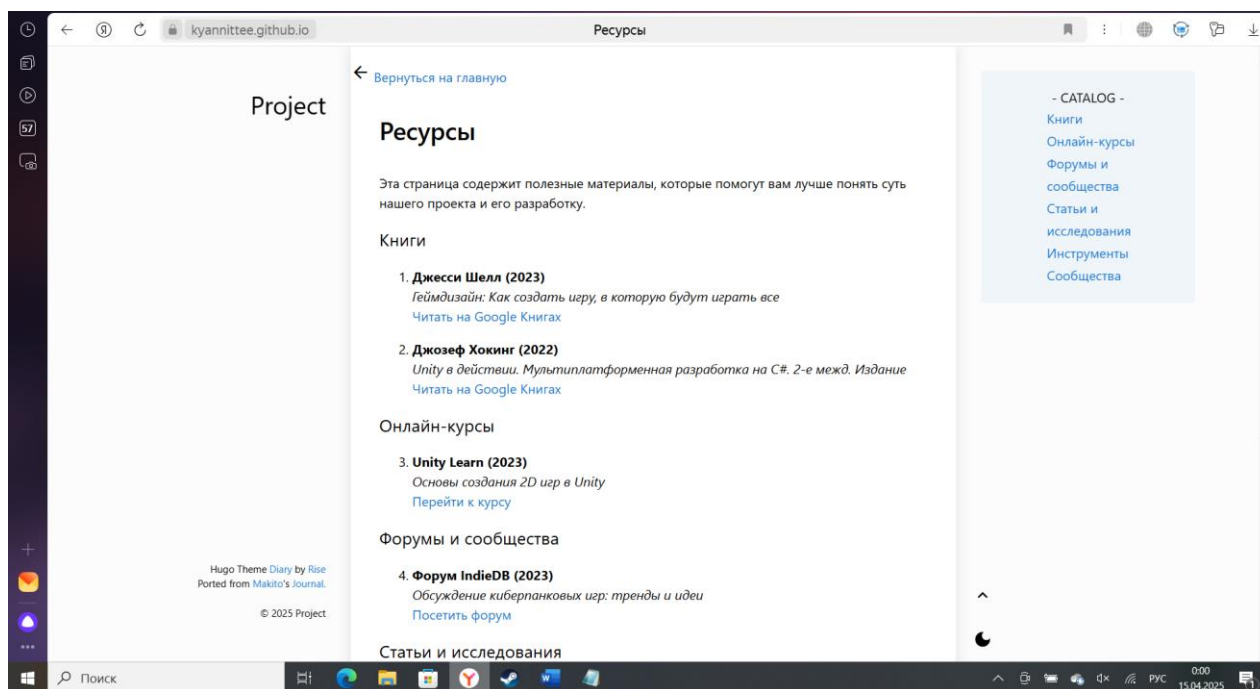 kyannittee.github.io
Ресурсы
57
Project
Вернуться на главную
Ресурсы
Эта страница содержит полезные материалы, которые помогут вам лучше понять суть
нашего проекта и его разработку.
Книги
1. Джесси Шелл (2023)
Геймдизайн: Как создать игру, в которую будут играть все
Читать на Google Книгах
2. Джозеф Хокинг (2022)
Unity в действии. Мультиплатформенная разработка на C#. 2-е межд. Издание
Читать на Google Книгах
Онлайн-курсы
3. Unity Learn (2023)
Основы создания 2D игр в Unity
Перейти к курсу
Форумы и сообщества
4. Форум IndieDB (2023)
Обсуждение киберпанковых игр: тренды и идеи
Посетить форум
Статьи и исследования
- CATALOG -
Книги
Онлайн-курсы
Форумы и
сообщества
Статьи и
исследования
Инструменты
Сообщества
Hugo Theme Diary by Rise
Ported from Makito's Journal.
© 2025 Project
Поиск
РУС
0:00
15.04.2025